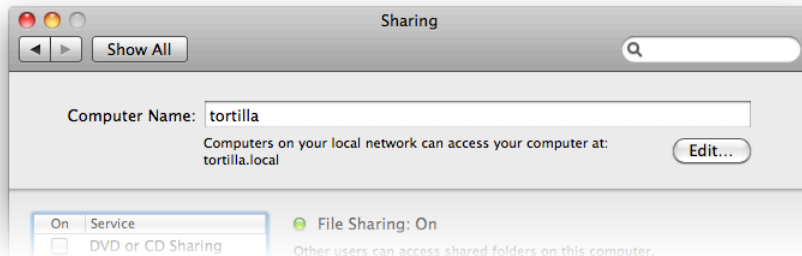 Sharing
Show All
Computer Name: tortilla
Computers on your local network can access your computer at:
tortilla.local
Edit...
On Service
File Sharing: On
DVD or CD Sharing
Other users can access shared folders on this computer.